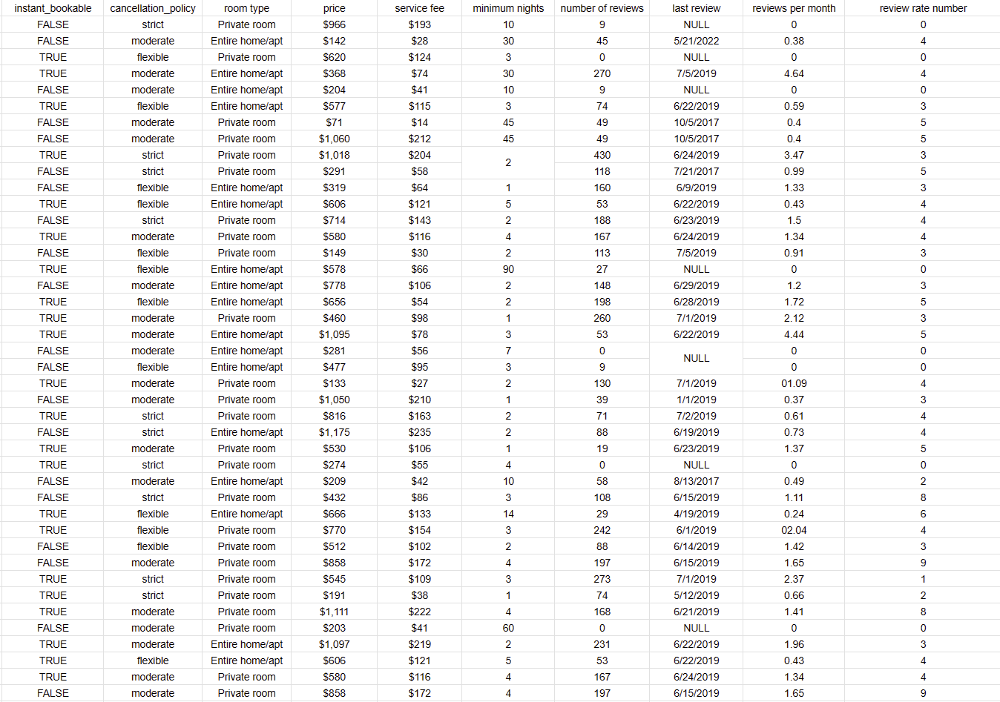 instant_bookable cancellation_policy room type price service fee minimum nights number of reviews last review reviews per month review rate number
FALSE strict Private room $966 $193 10 9 NULL 0 0
FALSE moderate Entire home/apt $142 $28 30 45 5/21/2022 0.38 4
TRUE flexible Private room $620 $124 3 0 NULL 0 0
TRUE moderate Entire home/apt $368 $74 30 270 7/5/2019 4.64 4
FALSE moderate Entire home/apt $204 $41 10 9 NULL 0 0
TRUE flexible Entire home/apt $577 $115 3 74 6/22/2019 0.59 3
FALSE moderate Private room $71 $14 45 49 10/5/2017 0.4 5
FALSE moderate Private room $1,060 $212 45 49 10/5/2017 0.4 5
TRUE strict Private room $1,018 $204 2 430 6/24/2019 3.47 3
FALSE strict Private room $291 $58 118 7/21/2017 0.99 5
FALSE flexible Entire home/apt $319 $64 1 160 6/9/2019 1.33 3
TRUE flexible Entire home/apt $606 $121 5 53 6/22/2019 0.43 4
FALSE strict Private room $714 $143 2 188 6/23/2019 1.5 4
TRUE moderate Private room $580 $116 4 167 6/24/2019 1.34 4
FALSE flexible Private room $149 $30 2 113 7/5/2019 0.91 3
TRUE flexible Entire home/apt $578 $66 90 27 NULL 0 0
FALSE moderate Entire home/apt $778 $106 2 148 6/29/2019 1.2 3
TRUE flexible Entire home/apt $656 $54 2 198 6/28/2019 1.72 5
TRUE moderate Private room $460 $98 1 260 7/1/2019 2.12 3
TRUE moderate Entire home/apt $1,095 $78 3 53 6/22/2019 4.44 5
FALSE moderate Entire home/apt $281 $56 7 0 NULL 0 0
FALSE flexible Entire home/apt $477 $95 3 9 0 0
TRUE moderate Private room $133 $27 2 130 7/1/2019 01.09 4
FALSE moderate Private room $1,050 $210 1 39 1/1/2019 0.37 3
TRUE strict Private room $816 $163 2 71 7/2/2019 0.61 4
FALSE strict Entire home/apt $1,175 $235 2 88 6/19/2019 0.73 4
TRUE moderate Private room $530 $106 1 19 6/23/2019 1.37 5
TRUE strict Private room $274 $55 4 0 NULL 0 0
FALSE moderate Entire home/apt $209 $42 10 58 8/13/2017 0.49 2
FALSE strict Private room $432 $86 3 108 6/15/2019 1.11 8
TRUE flexible Entire home/apt $666 $133 14 29 4/19/2019 0.24 6
TRUE flexible Private room $770 $154 3 242 6/1/2019 02.04 4
FALSE flexible Private room $512 $102 2 88 6/14/2019 1.42 3
FALSE moderate Private room $858 $172 4 197 6/15/2019 1.65 9
TRUE strict Private room $545 $109 3 273 7/1/2019 2.37 1
TRUE strict Private room $191 $38 1 74 5/12/2019 0.66 2
TRUE moderate Private room $1,111 $222 4 168 6/21/2019 1.41 8
FALSE moderate Private room $203 $41 60 0 NULL 0 0
TRUE moderate Entire home/apt $1,097 $219 2 231 6/22/2019 1.96 3
TRUE flexible Entire home/apt $606 $121 5 53 6/22/2019 0.43 4
TRUE moderate Private room $580 $116 4 167 6/24/2019 1.34 4
FALSE moderate Private room $858 $172 4 197 6/15/2019 1.65 9